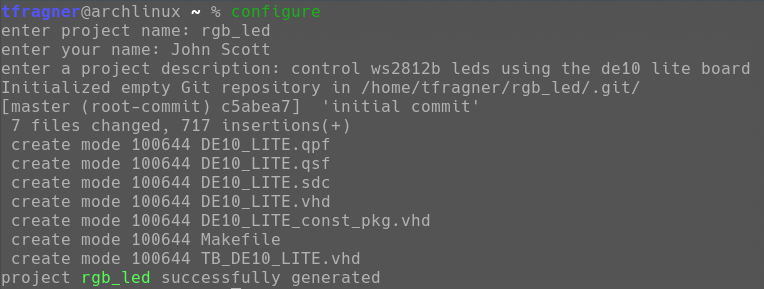 tfragner@archlinux ~ % configure
enter project name: rgb_led
enter your name: John Scott
enter a project description: control ws2812b leds using the de10 lite board
Initialized empty Git repository in /home/tfragner/rgb_led/.git/
[master (root-commit) c5abea7]  'initial commit'
 7 files changed, 717 insertions(+)
 create mode 100644 DE10_LITE.qpf
 create mode 100644 DE10_LITE.qsf
 create mode 100644 DE10_LITE.sdc
 create mode 100644 DE10_LITE.vhd
 create mode 100644 DE10_LITE_const_pkg.vhd
 create mode 100644 Makefile
 create mode 100644 TB_DE10_LITE.vhd
project rgb_led successfully generated